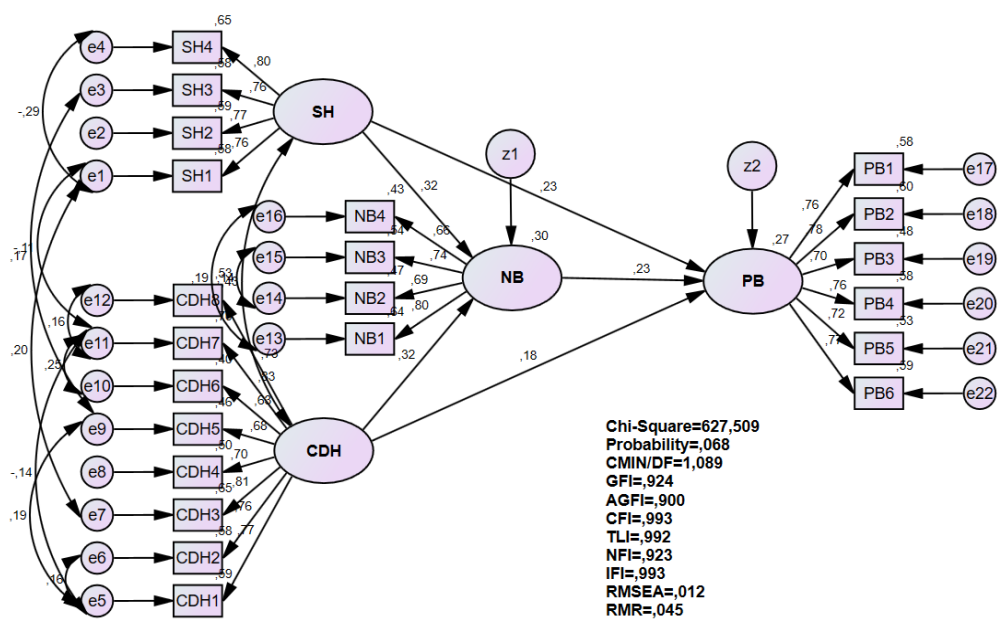 ,65
e4
SH4
,80
,58
e3
SH3
,76
,59
-,29
SH
e2
SH2
,77
,58
e1
SH1
,76
z1
z2
,58
PB1
e17
,60
,76
PB2
e18
,48
,78
PB3
e19
,58
,70
PB4
e20
,53
,76
PB5
e21
,59
,72
PB6
e22
,43
,32
,23
e16
NB4
,54
,66
,30
e15
NB3
,47
,74
NB
,27
,23
PB
e14
NB2
,64
,69
e13
NB1
,80
,32
,17
,19
,53
e12
CDH8
,73
,16
e11
CDH7
,40
,83
,18
,20
,25
e10
CDH6
,46
,63
e9
CDH5
,50
,68
CDH
-,14
e8
CDH4
,65
,70
,19
e7
CDH3
,81
,76
,58
e6
CDH2
,77
,59
,16
e5
CDH1
Chi-Square=627,509
Probability=,068
CMIN/DF=1,089
GFI=,924
AGFI=,900
CFI=,993
TLI=,992
NFI=,923
IFI=,993
RMSEA=,012
RMR=,045